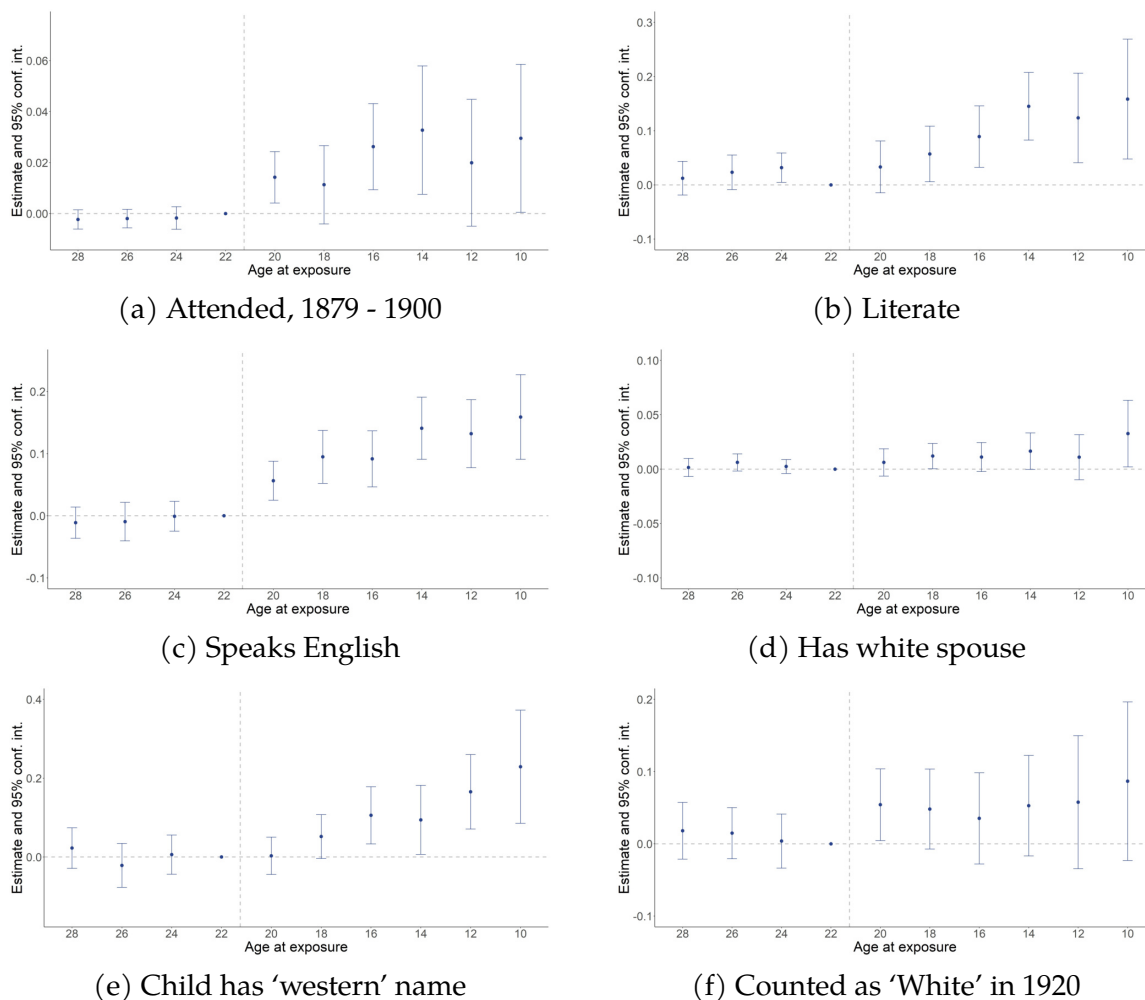 Estimate and 95% conf. int.
0.06
0.04
0.02
0.00
28 26 24 22 20 18 16 14 12 10
Age at exposure
(a) Attended, 1879 - 1900
Estimate and 95% conf. int.
0.3
0.2
0.1
0.0
-0.1
28 26 24 22 20 18 16 14 12 10
Age at exposure
(b) Literate
Estimate and 95% conf. int.
0.2
0.1
0.0
-0.1
28 26 24 22 20 18 16 14 12 10
Age at exposure
(c) Speaks English
Estimate and 95% conf. int.
0.10
0.05
0.00
-0.05
-0.10
28 26 24 22 20 18 16 14 12 10
Age at exposure
(d) Has white spouse
Estimate and 95% conf. int.
0.4
0.2
0.0
28 26 24 22 20 18 16 14 12 10
Age at exposure
(e) Child has ‘western’ name
Estimate and 95% conf. int.
0.2
0.1
0.0
-0.1
28 26 24 22 20 18 16 14 12 10
Age at exposure
(f) Counted as ‘White’ in 1920